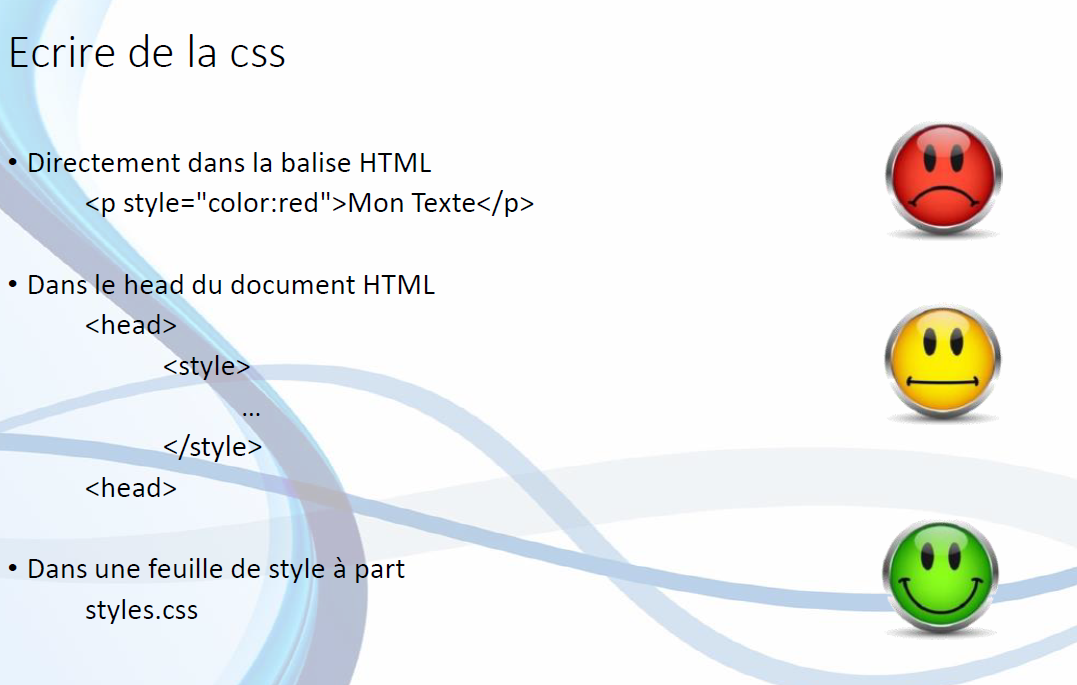 Ecrire de la css
• Directement dans la balise HTML
<p style="color:red">Mon Texte</p>
• Dans le head du document HTML
<head>
<style>
...
</style>
<head>
• Dans une feuille de style à part
styles.css